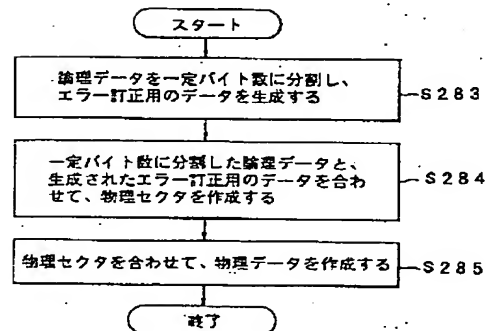 スタート
論理データを一定バイト数に分割し、
エラー訂正用のデータを生成する
S283
一定バイト数に分割した論理データと、
生成されたエラー訂正用のデータを合わ
せて、物理セクタを作成する
S284
物理セクタを合わせて、物理データを作成する
S285
終了